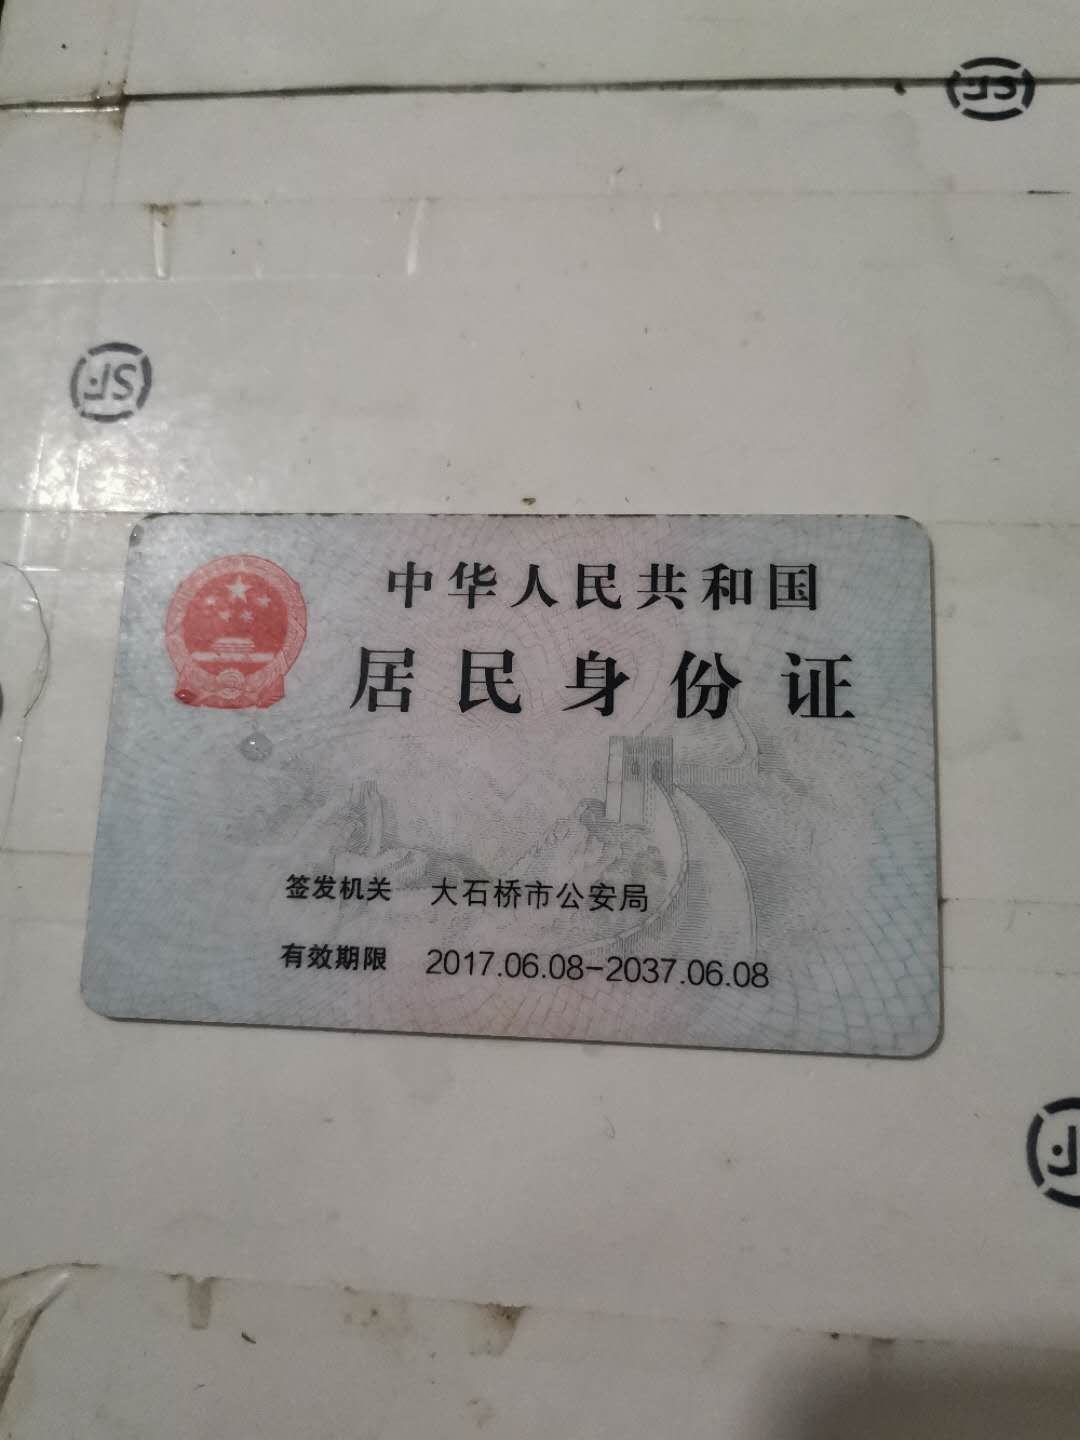 中华人民共和国
居民身份证
签发机关 大石桥市公安局
有效期限 2017.06.08-2037.06.08